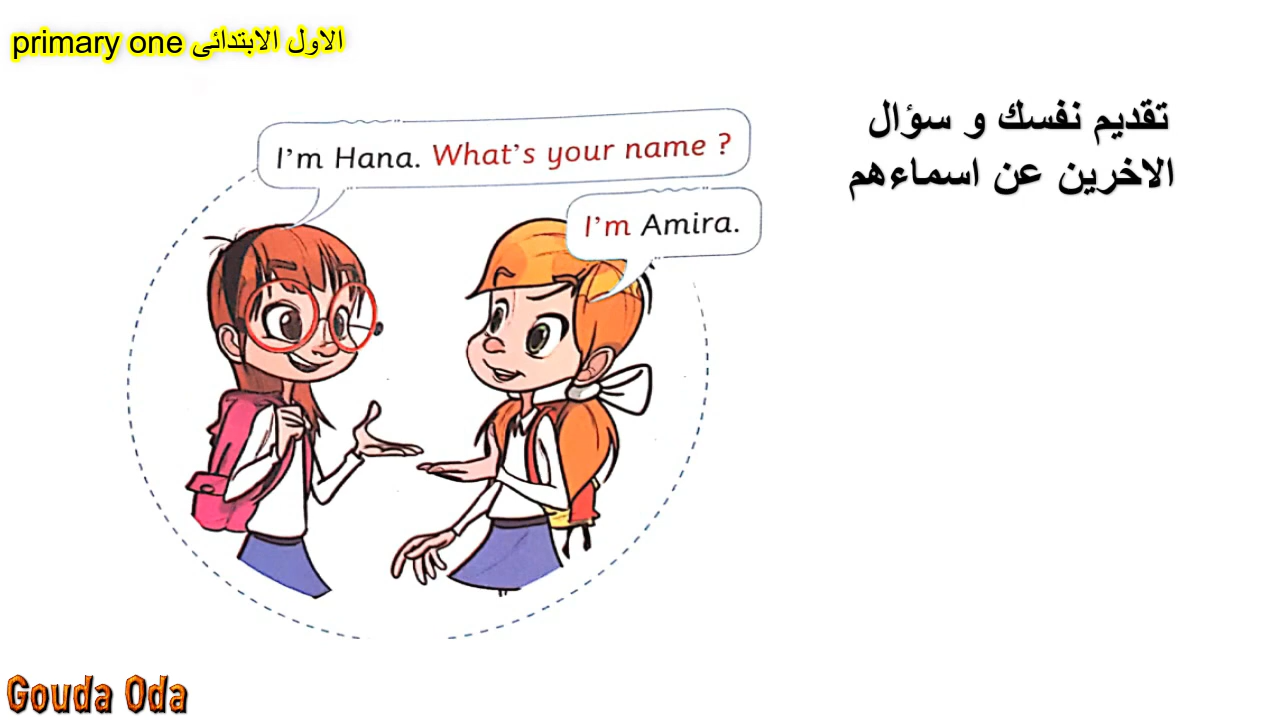 primary one الاول الابتدائى
تقديم نفسك و سؤال
الاخرين عن اسماءهم
I'm Hana. What's your name ?
I'm Amira.
Gouda Oda